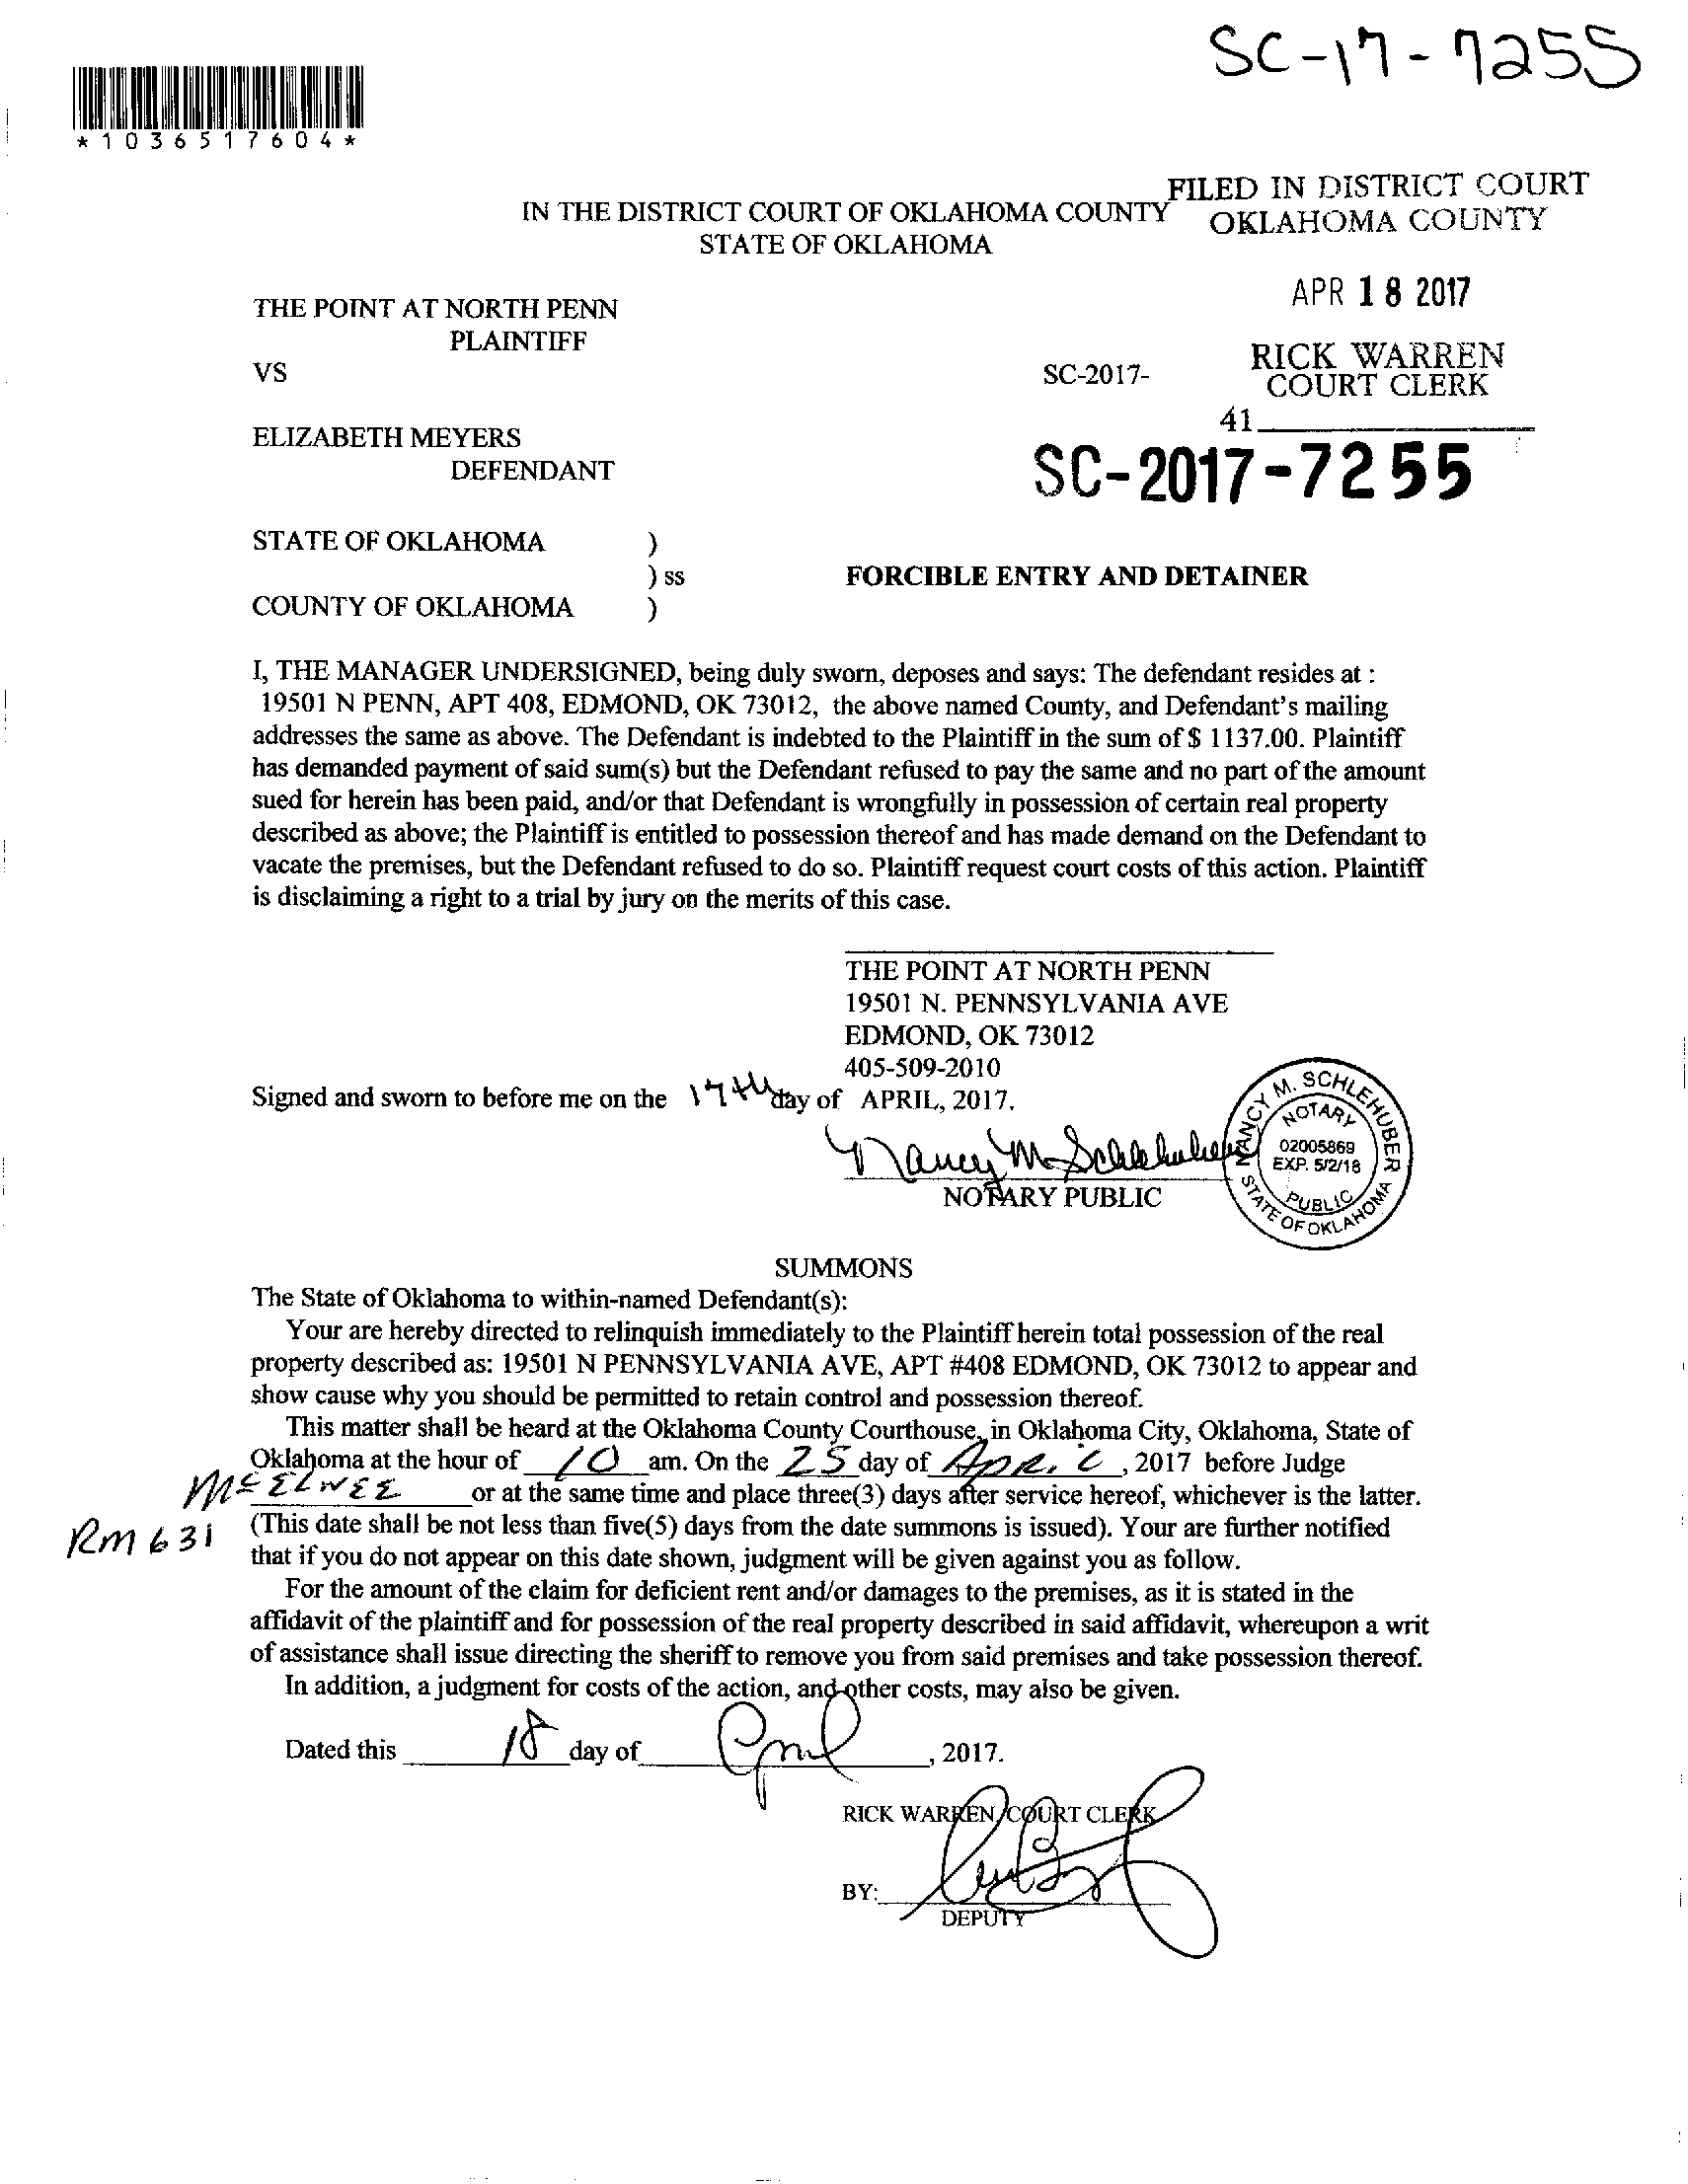 SC-17-7255
*1036517604*
FILED IN DISTRICT COURT
OKLAHOMA COUNTY
IN THE DISTRICT COURT OF OKLAHOMA COUNTY
STATE OF OKLAHOMA
APR 18 2017
THE POINT AT NORTH PENN
PLAINTIFF
RICK WARREN
COURT CLERK
VS
SC-2017-
41
ELIZABETH MEYERS
DEFENDANT
SC-2017-7255
STATE OF OKLAHOMA )
) ss FORCIBLE ENTRY AND DETAINER
COUNTY OF OKLAHOMA )
I, THE MANAGER UNDERSIGNED, being duly sworn, deposes and says: The defendant resides at :
19501 N PENN, APT 408, EDMOND, OK 73012, the above named County, and Defendant's mailing
addresses the same as above. The Defendant is indebted to the Plaintiff in the sum of $ 1137.00. Plaintiff
has demanded payment of said sum(s) but the Defendant refused to pay the same and no part of the amount
sued for herein has been paid, and/or that Defendant is wrongfully in possession of certain real property
described as above; the Plaintiff is entitled to possession thereof and has made demand on the Defendant to
vacate the premises, but the Defendant refused to do so. Plaintiff request court costs of this action. Plaintiff
is disclaiming a right to a trial by jury on the merits of this case.
THE POINT AT NORTH PENN
19501 N. PENNSYLVANIA AVE
EDMOND, OK 73012
405-509-2010
Signed and sworn to before me on the 17th day of APRIL, 2017.
Nancy M Schlehuber
NOTARY PUBLIC
NANCY M. SCHLEHUBER
NOTARY
02005869
EXP. 5/2/18
PUBLIC
STATE OF OKLAHOMA
SUMMONS
The State of Oklahoma to within-named Defendant(s):
Your are hereby directed to relinquish immediately to the Plaintiff herein total possession of the real
property described as: 19501 N PENNSYLVANIA AVE, APT #408 EDMOND, OK 73012 to appear and
show cause why you should be permitted to retain control and possession thereof.
This matter shall be heard at the Oklahoma County Courthouse, in Oklahoma City, Oklahoma, State of
Oklahoma at the hour of 10 am. On the 25 day of April, 2017 before Judge
McELWEE or at the same time and place three(3) days after service hereof, whichever is the latter.
Rm 631 (This date shall be not less than five(5) days from the date summons is issued). Your are further notified
that if you do not appear on this date shown, judgment will be given against you as follow.
For the amount of the claim for deficient rent and/or damages to the premises, as it is stated in the
affidavit of the plaintiff and for possession of the real property described in said affidavit, whereupon a writ
of assistance shall issue directing the sheriff to remove you from said premises and take possession thereof.
In addition, a judgment for costs of the action, and other costs, may also be given.
Dated this 18 day of April, 2017.
RICK WARREN, COURT CLERK
BY:
DEPUTY